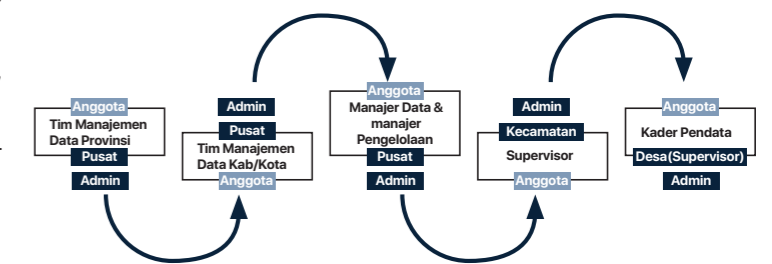 Anggota
Tim Manajemen
Data Provinsi
Pusat
Admin
Admin
Pusat
Tim Manajemen
Data Kab/Kota
Anggota
Anggota
Manajer Data &
manajer
Pengelolaan
Pusat
Admin
Admin
Kecamatan
Supervisor
Anggota
Anggota
Kader Pendata
Desa(Supervisor)
Admin